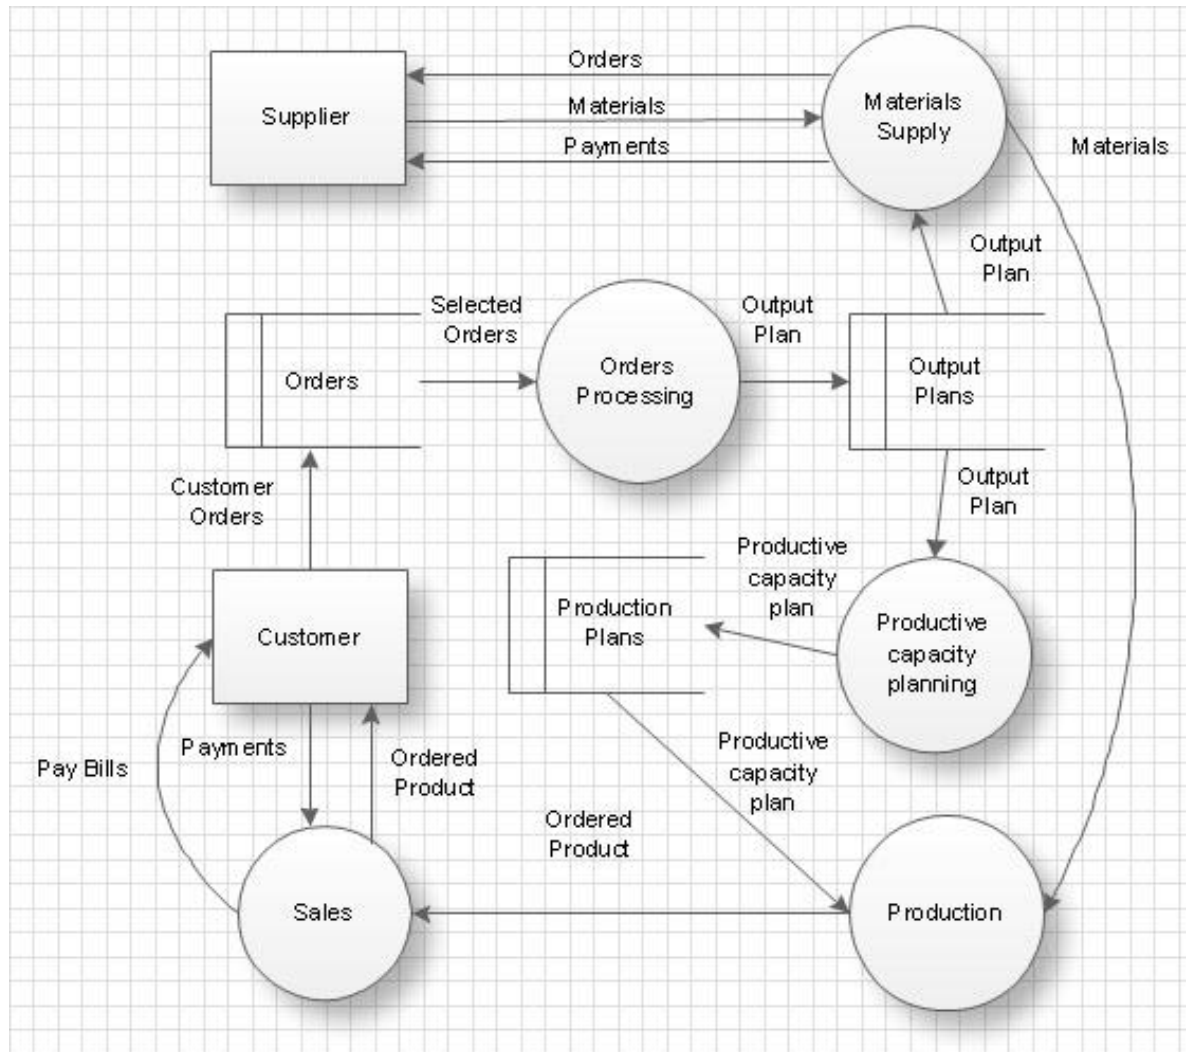 Orders
Supplier
Materials
Payments
Materials
Supply
Materials
Output
Plan
Selected
Orders
Output
Plan
Orders
Orders
Processing
Output
Plans
Customer
Orders
Output
Plan
Productive
capacity
plan
Customer
Production
Plans
Productive
capacity
planning
Pay Bills
Payments
Ordered
Product
Productive
capacity
plan
Ordered
Product
Sales
Production